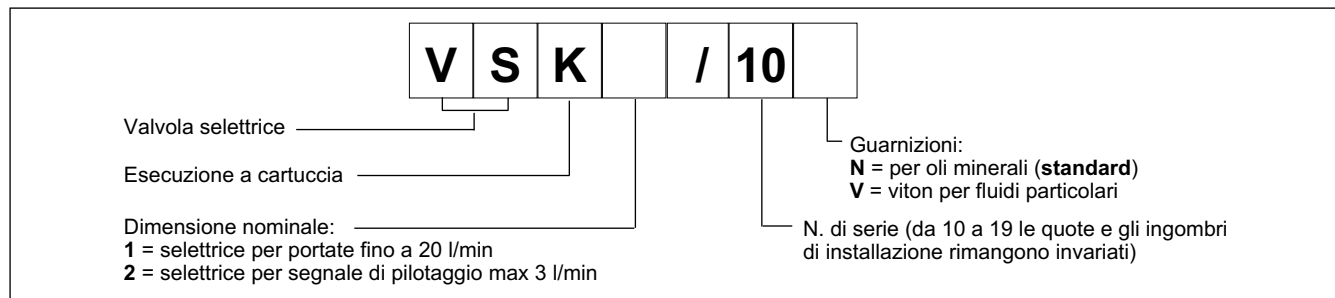 V S K / 10
Valvola selettrice
Esecuzione a cartuccia
Dimensione nominale:
1 = selettrice per portate fino a 20 l/min
2 = selettrice per segnale di pilotaggio max 3 l/min
Guarnizioni:
N = per oli minerali (standard)
V = viton per fluidi particolari
N. di serie (da 10 a 19 le quote e gli ingombri
di installazione rimangono invariati)